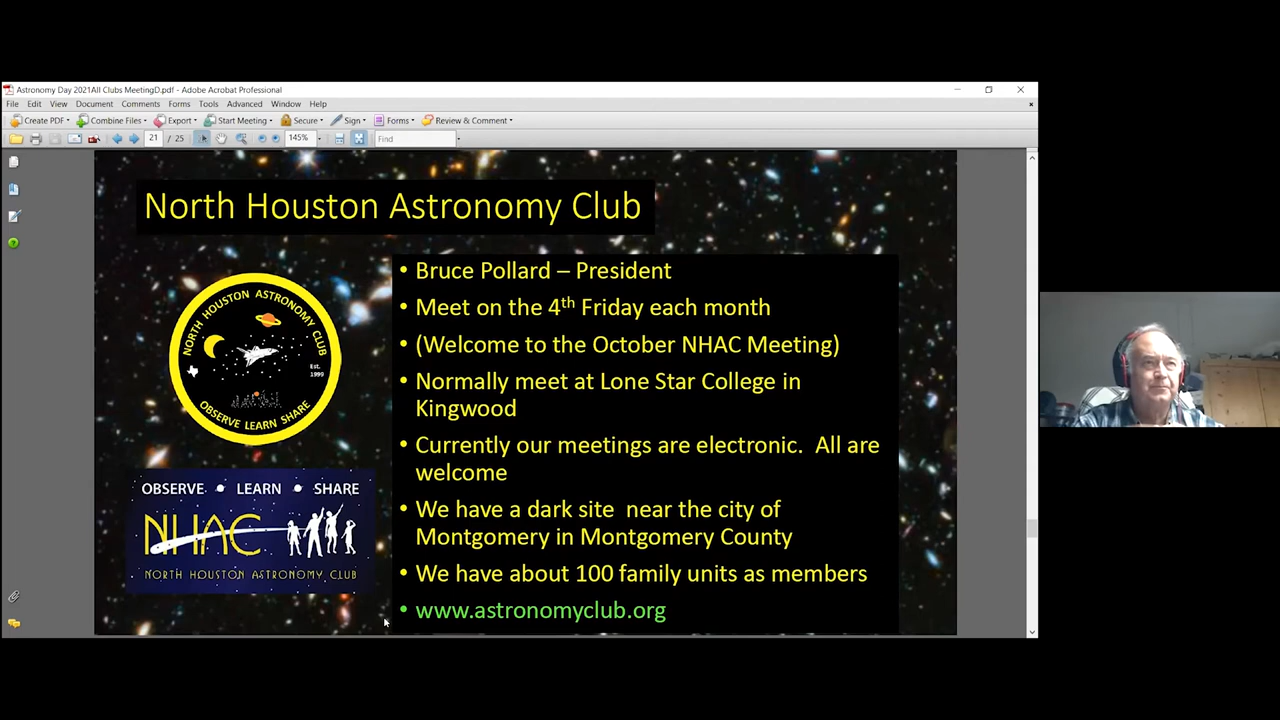 Astronomy Day 2021All Clubs MeetingD.pdf - Adobe Acrobat Professional
File Edit View Document Comments Forms Tools Advanced Window Help
Create PDF Combine Files Export Start Meeting Secure Sign Forms Review & Comment
21 / 25 145% Find
North Houston Astronomy Club
NORTH HOUSTON ASTRONOMY CLUB
Est.
1999
OBSERVE LEARN SHARE
OBSERVE • LEARN • SHARE
NHAC
NORTH HOUSTON ASTRONOMY CLUB
• Bruce Pollard – President
• Meet on the 4th Friday each month
• (Welcome to the October NHAC Meeting)
• Normally meet at Lone Star College in
Kingwood
• Currently our meetings are electronic.  All are
welcome
• We have a dark site  near the city of
Montgomery in Montgomery County
• We have about 100 family units as members
• www.astronomyclub.org